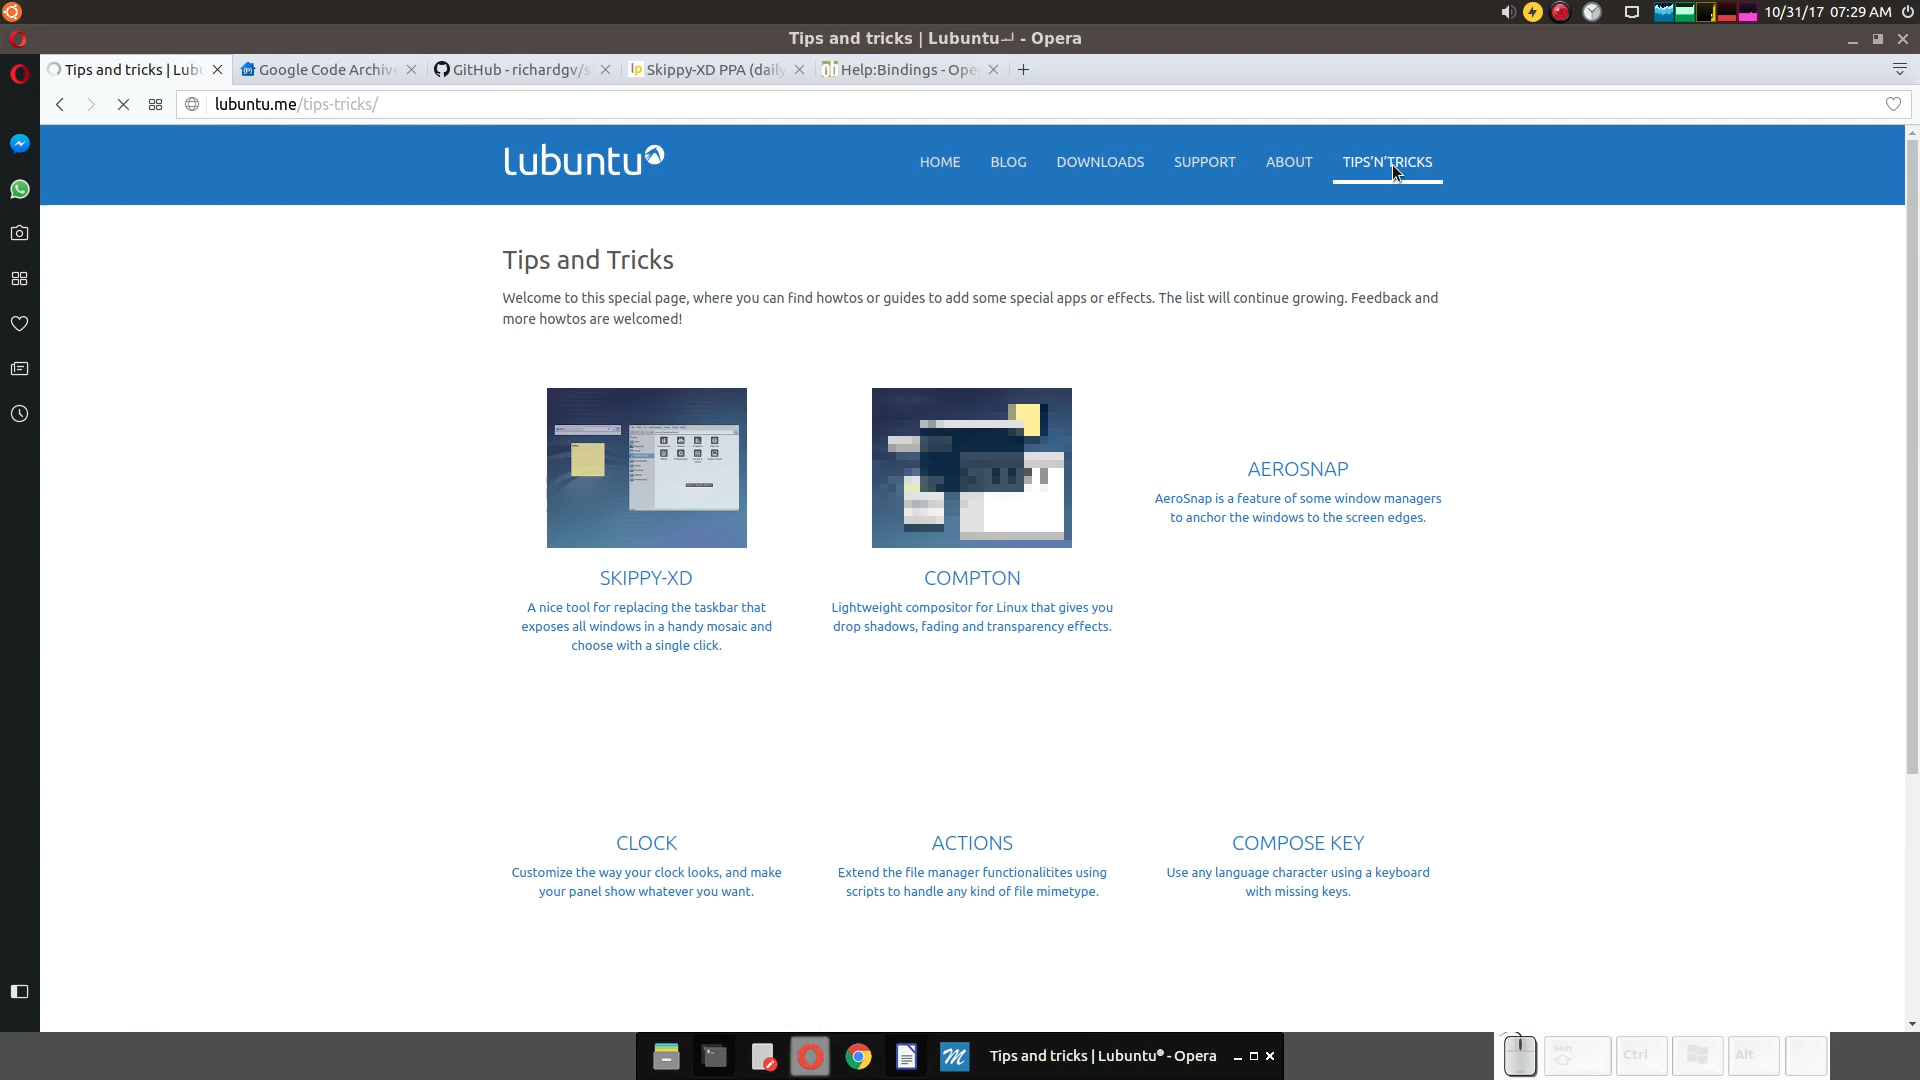 10/31/17 07:29 AM
Tips and tricks | Lubuntu - Opera
Tips and tricks | Lub
Google Code Archive
GitHub - richardgv/s
Skippy-XD PPA (daily
Help:Bindings - Ope
lubuntu.me/tips-tricks/
lubuntu
HOME
BLOG
DOWNLOADS
SUPPORT
ABOUT
TIPS’N’TRICKS
Tips and Tricks
Welcome to this special page, where you can find howtos or guides to add some special apps or effects. The list will continue growing. Feedback and
more howtos are welcomed!
SKIPPY-XD
A nice tool for replacing the taskbar that
exposes all windows in a handy mosaic and
choose with a single click.
COMPTON
Lightweight compositor for Linux that gives you
drop shadows, fading and transparency effects.
AEROSNAP
AeroSnap is a feature of some window managers
to anchor the windows to the screen edges.
CLOCK
Customize the way your clock looks, and make
your panel show whatever you want.
ACTIONS
Extend the file manager functionalitites using
scripts to handle any kind of file mimetype.
COMPOSE KEY
Use any language character using a keyboard
with missing keys.
Tips and tricks | Lubuntu® - Opera
Shift
Ctrl
Alt